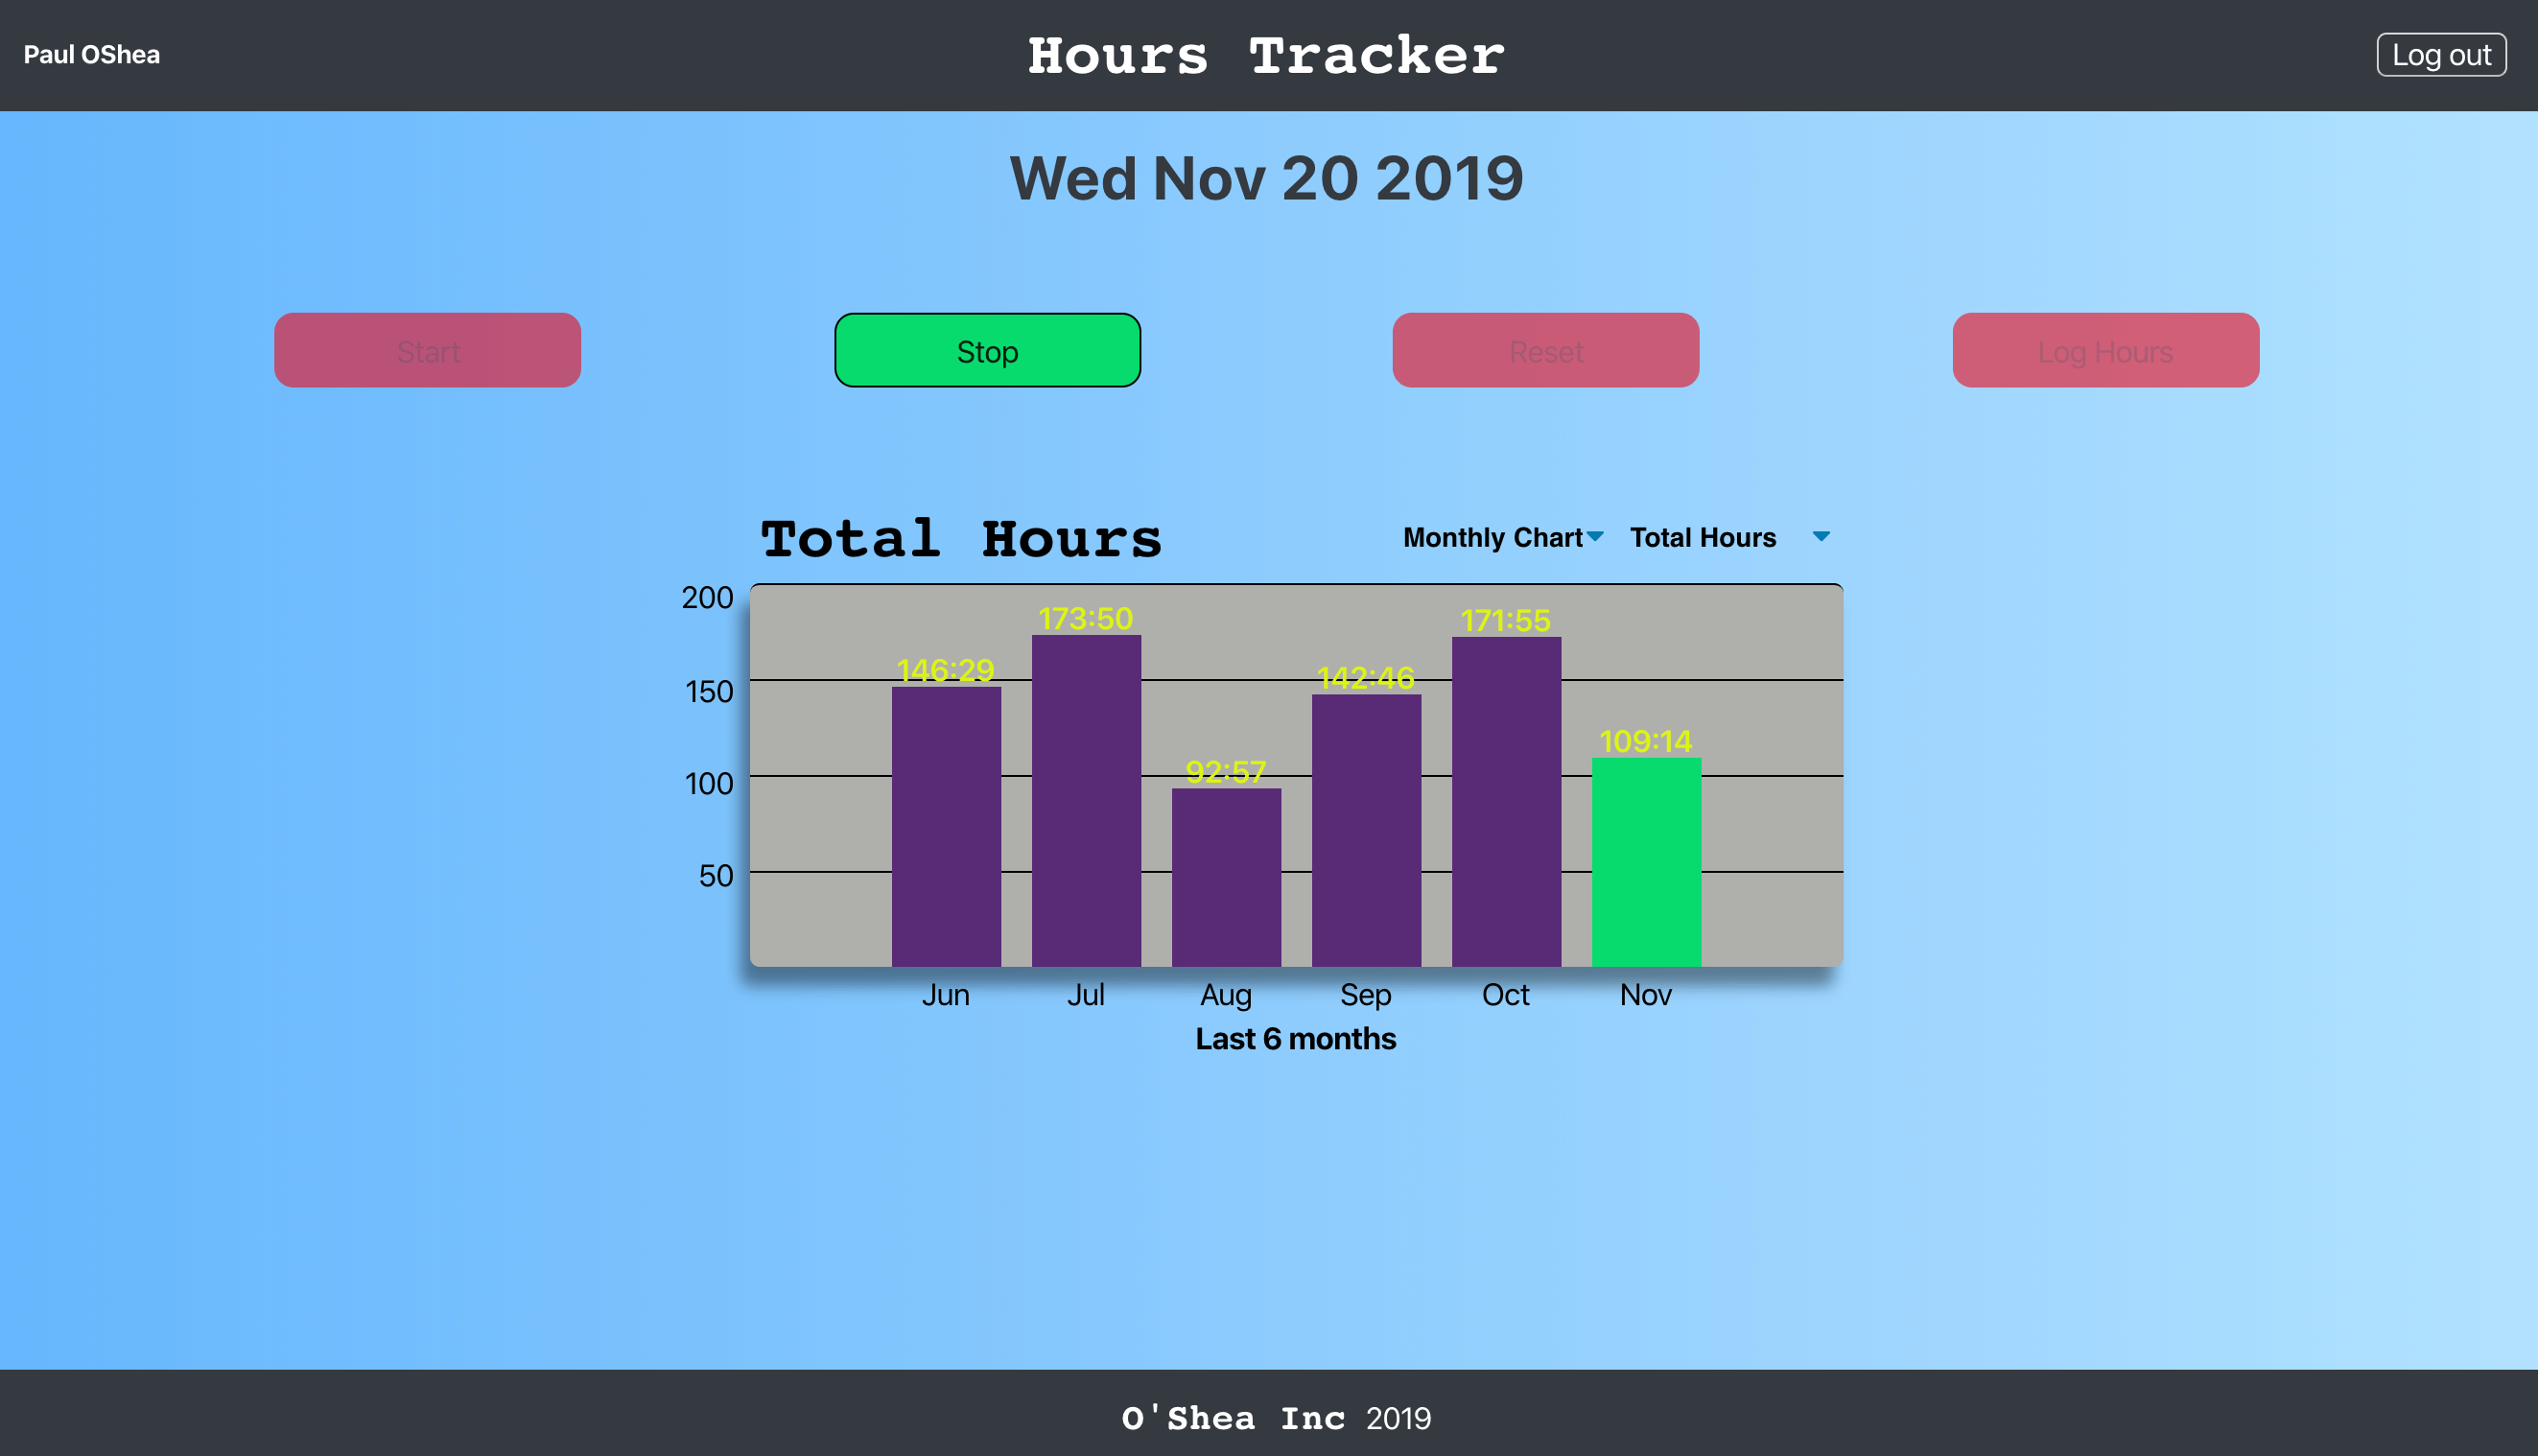 Paul OShea
Hours Tracker
Log out
Wed Nov 20 2019
Start
Stop
Reset
Log Hours
Total Hours
Monthly Chart
Total Hours
200
150
100
50
146:29
173:50
92:57
142:46
171:55
109:14
Jun
Jul
Aug
Sep
Oct
Nov
Last 6 months
O'Shea Inc 2019